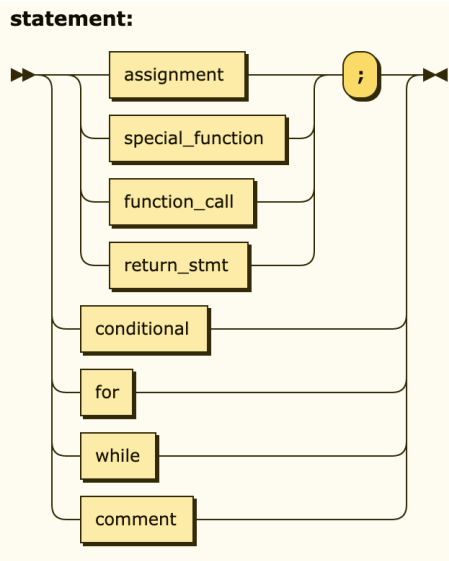 statement:
assignment
;
special_function
function_call
return_stmt
conditional
for
while
comment